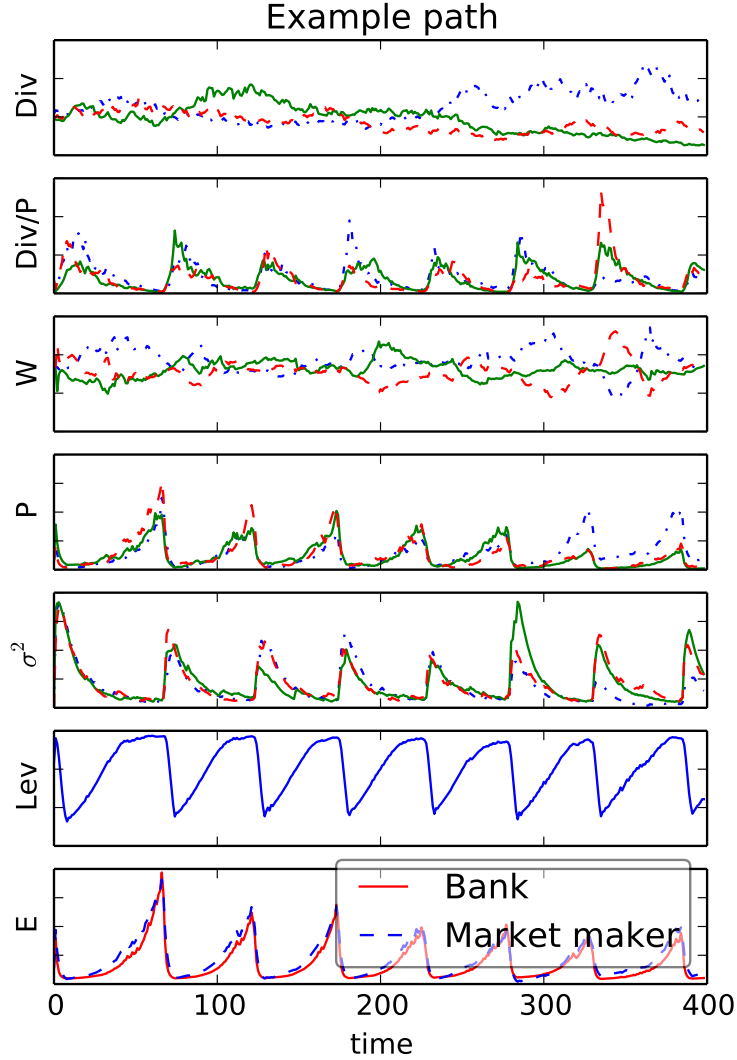 Example path
Div
Div/P
W
P
σ²
Lev
E
Bank
Market maker
0 100 200 300 400
time